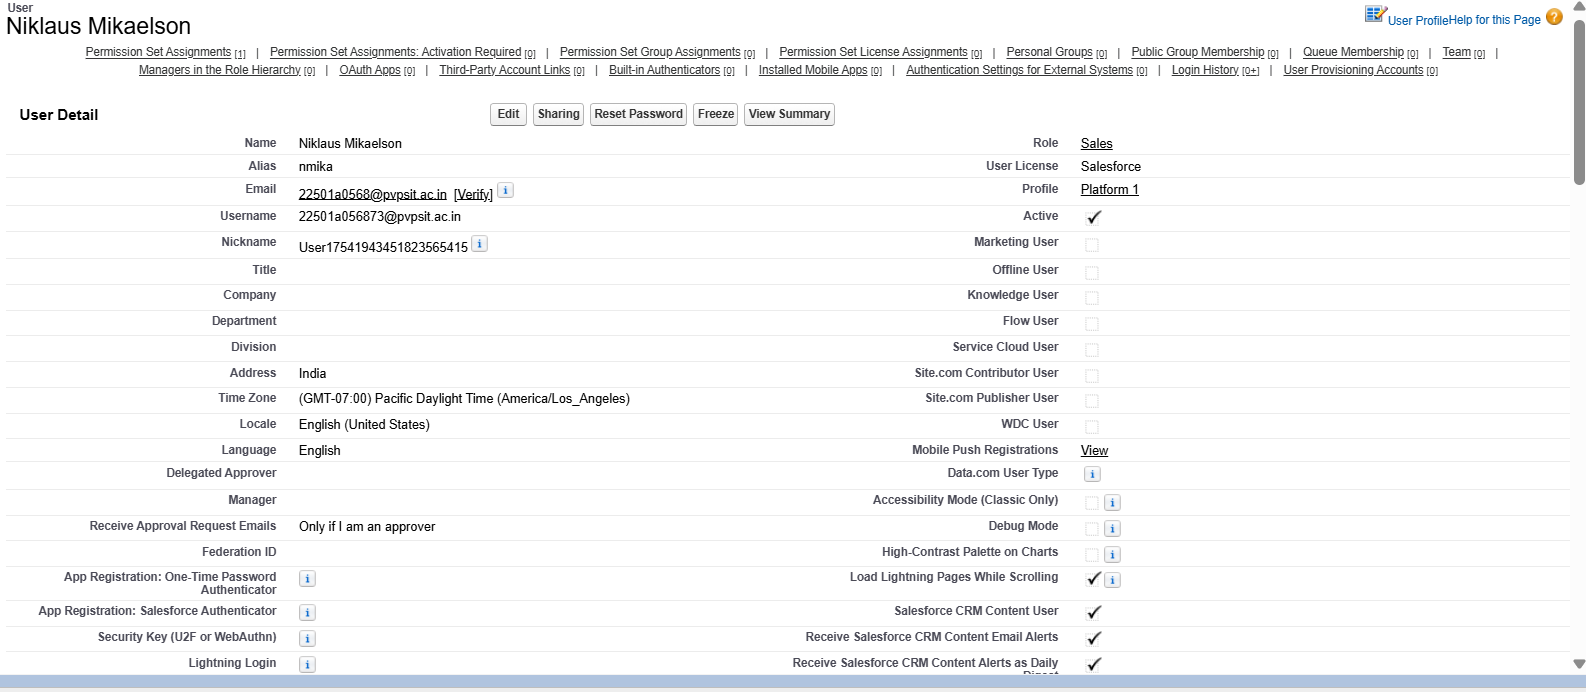 User
Niklaus Mikaelson
User Profile Help for this Page
Permission Set Assignments [1] | Permission Set Assignments: Activation Required [0] | Permission Set Group Assignments [0] | Permission Set License Assignments [0] | Personal Groups [0] | Public Group Membership [0] | Queue Membership [0] | Team [0] |
Managers in the Role Hierarchy [0] | OAuth Apps [0] | Third-Party Account Links [0] | Built-in Authenticators [0] | Installed Mobile Apps [0] | Authentication Settings for External Systems [0] | Login History [0+] | User Provisioning Accounts [0]
User Detail Edit Sharing Reset Password Freeze View Summary
Name Niklaus Mikaelson Role Sales
Alias nmika User License Salesforce
Email 22501a0568@pvpsit.ac.in [Verify] Profile Platform 1
Username 22501a056873@pvpsit.ac.in Active
Nickname User17541943451823565415 Marketing User
Title Offline User
Company Knowledge User
Department Flow User
Division Service Cloud User
Address India Site.com Contributor User
Time Zone (GMT-07:00) Pacific Daylight Time (America/Los_Angeles) Site.com Publisher User
Locale English (United States) WDC User
Language English Mobile Push Registrations View
Delegated Approver Data.com User Type
Manager Accessibility Mode (Classic Only)
Receive Approval Request Emails Only if I am an approver Debug Mode
Federation ID High-Contrast Palette on Charts
App Registration: One-Time Password Load Lightning Pages While Scrolling
Authenticator
App Registration: Salesforce Authenticator Salesforce CRM Content User
Security Key (U2F or WebAuthn) Receive Salesforce CRM Content Email Alerts
Lightning Login Receive Salesforce CRM Content Alerts as Daily
Digest